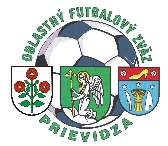 OBLASTNÝ FUTBALOVÝ ZVÄZ
PRIEVIDZA